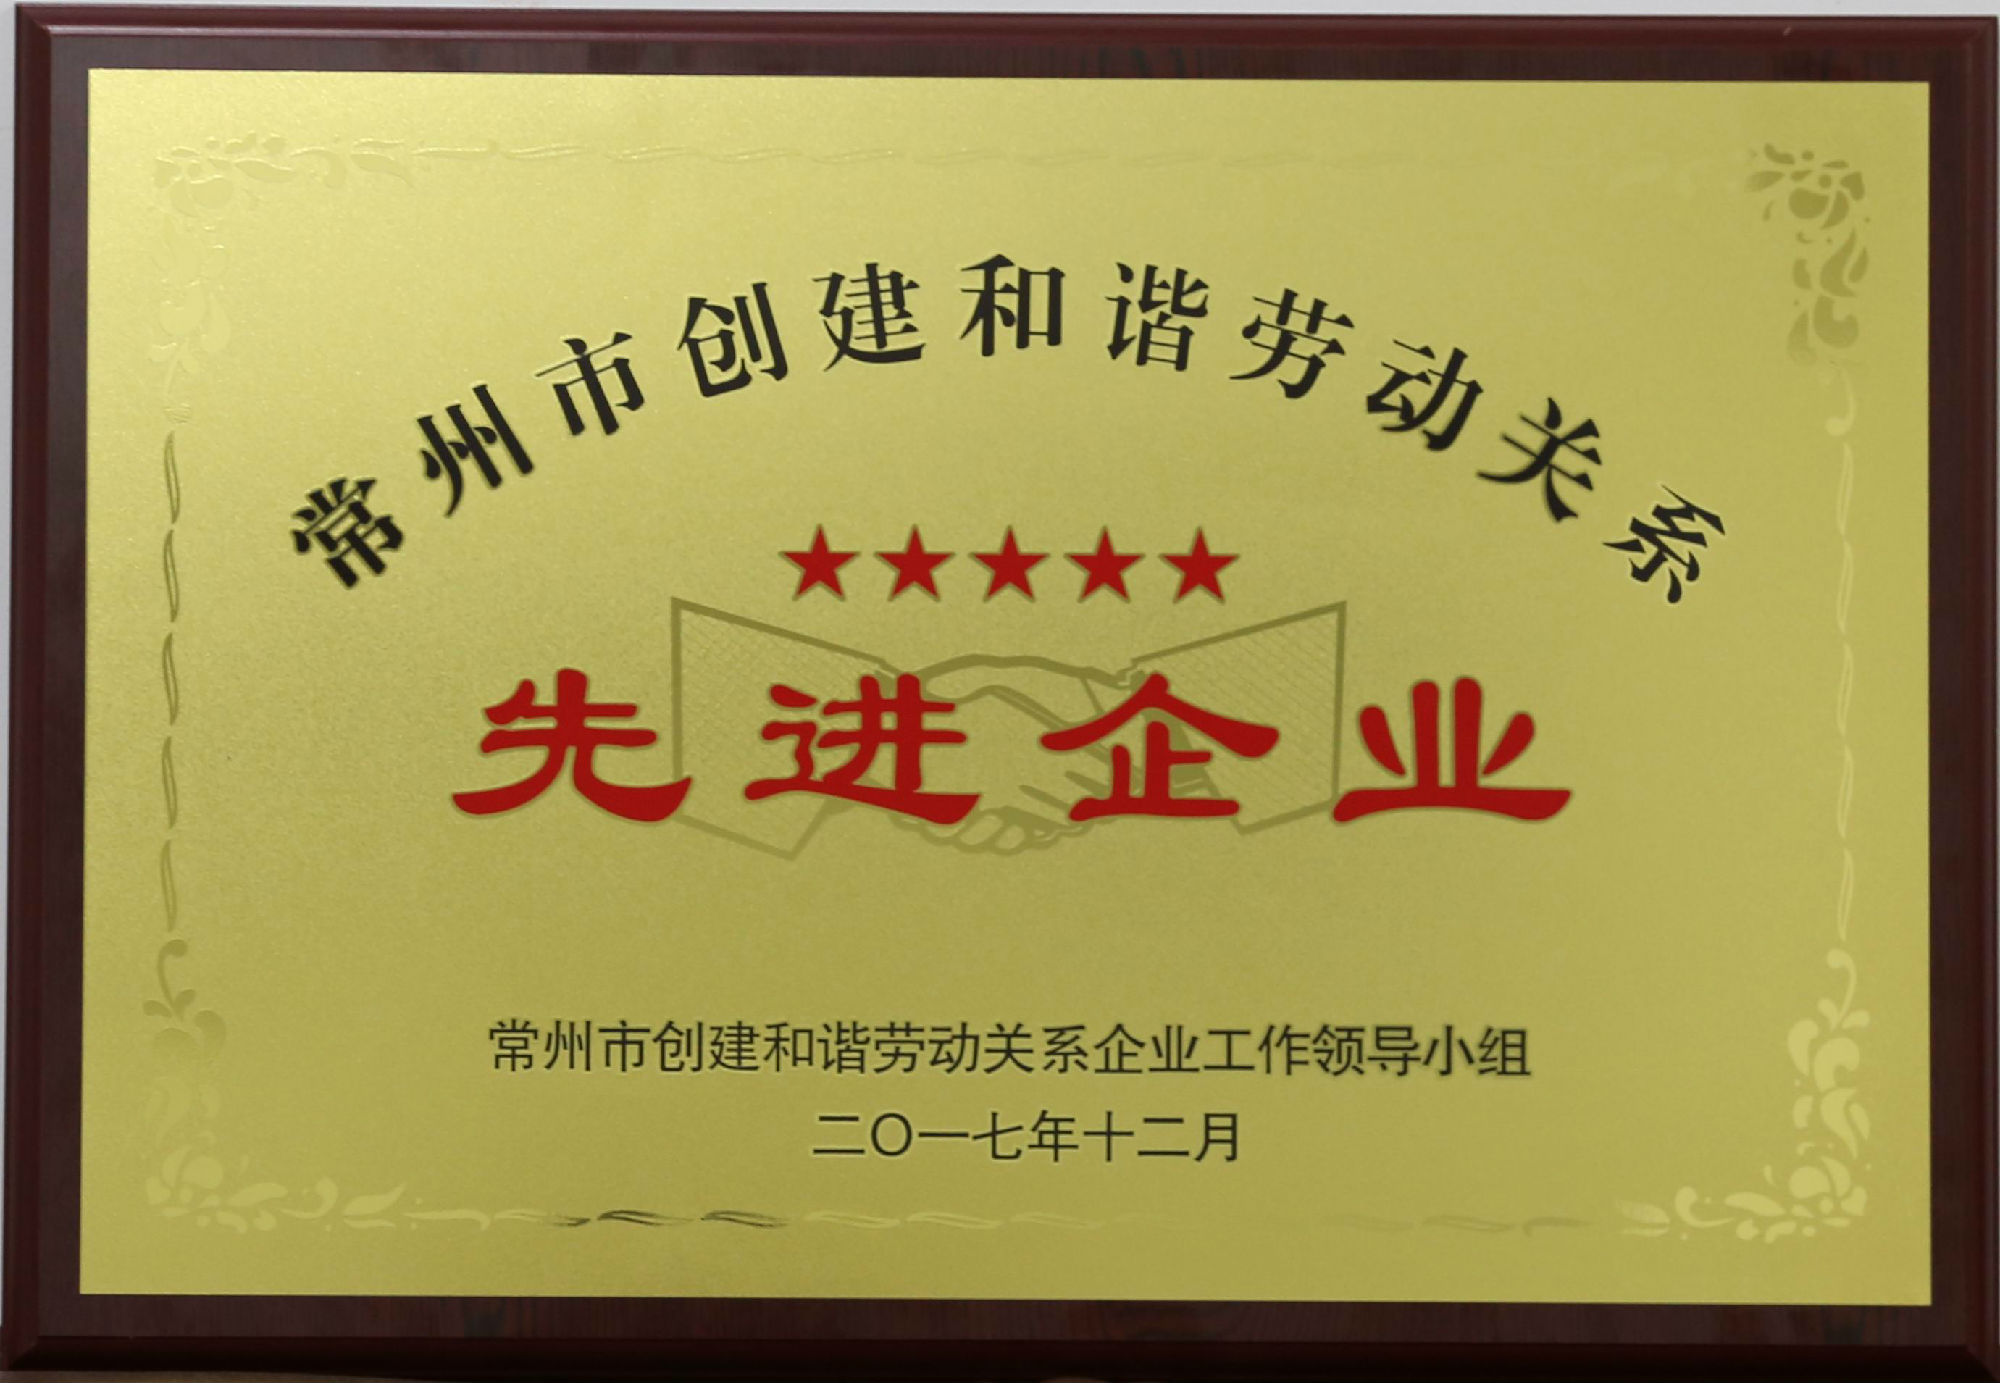 常州市创建和谐劳动关系
★★★★★
先进企业
常州市创建和谐劳动关系企业工作领导小组
二〇一七年十二月